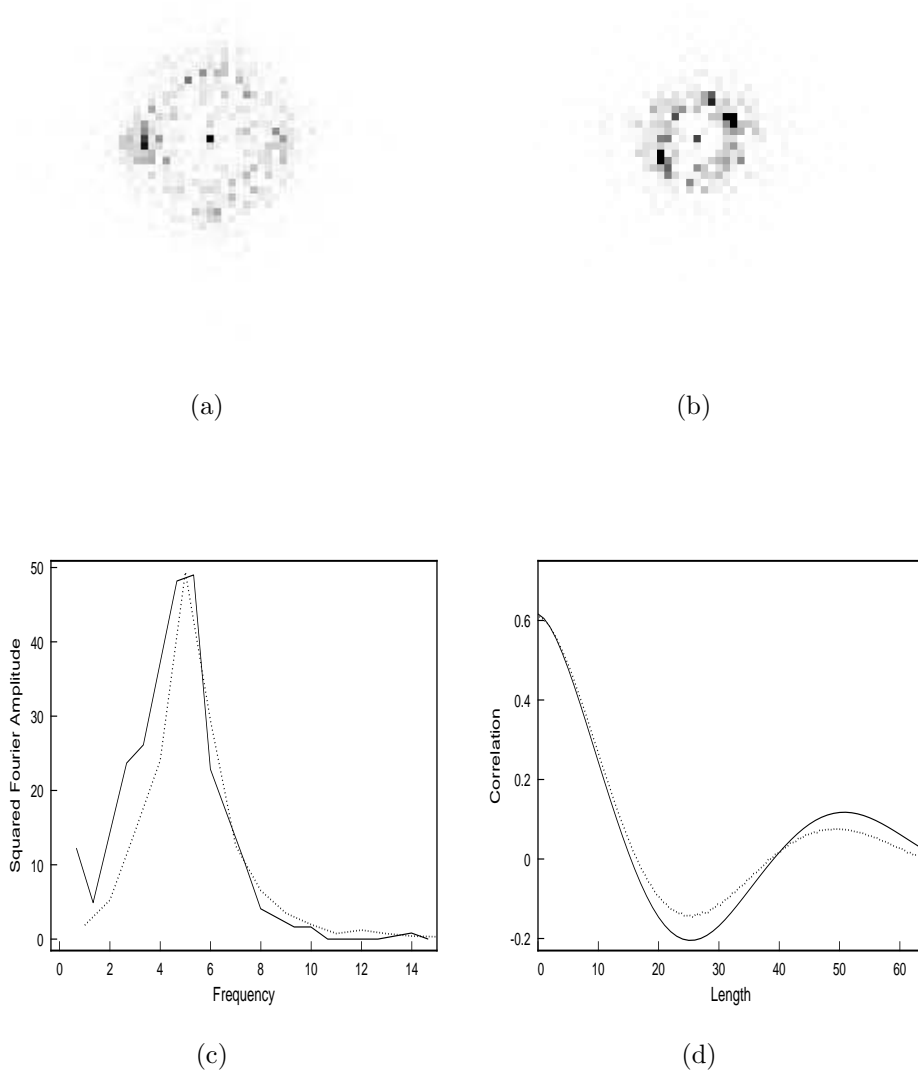 (a)
(b)
50
40
30
20
10
0
Squared Fourier Amplitude
0 2 4 6 8 10 12 14
Frequency
(c)
0.6
0.4
0.2
0
-0.2
Correlation
0 10 20 30 40 50 60
Length
(d)